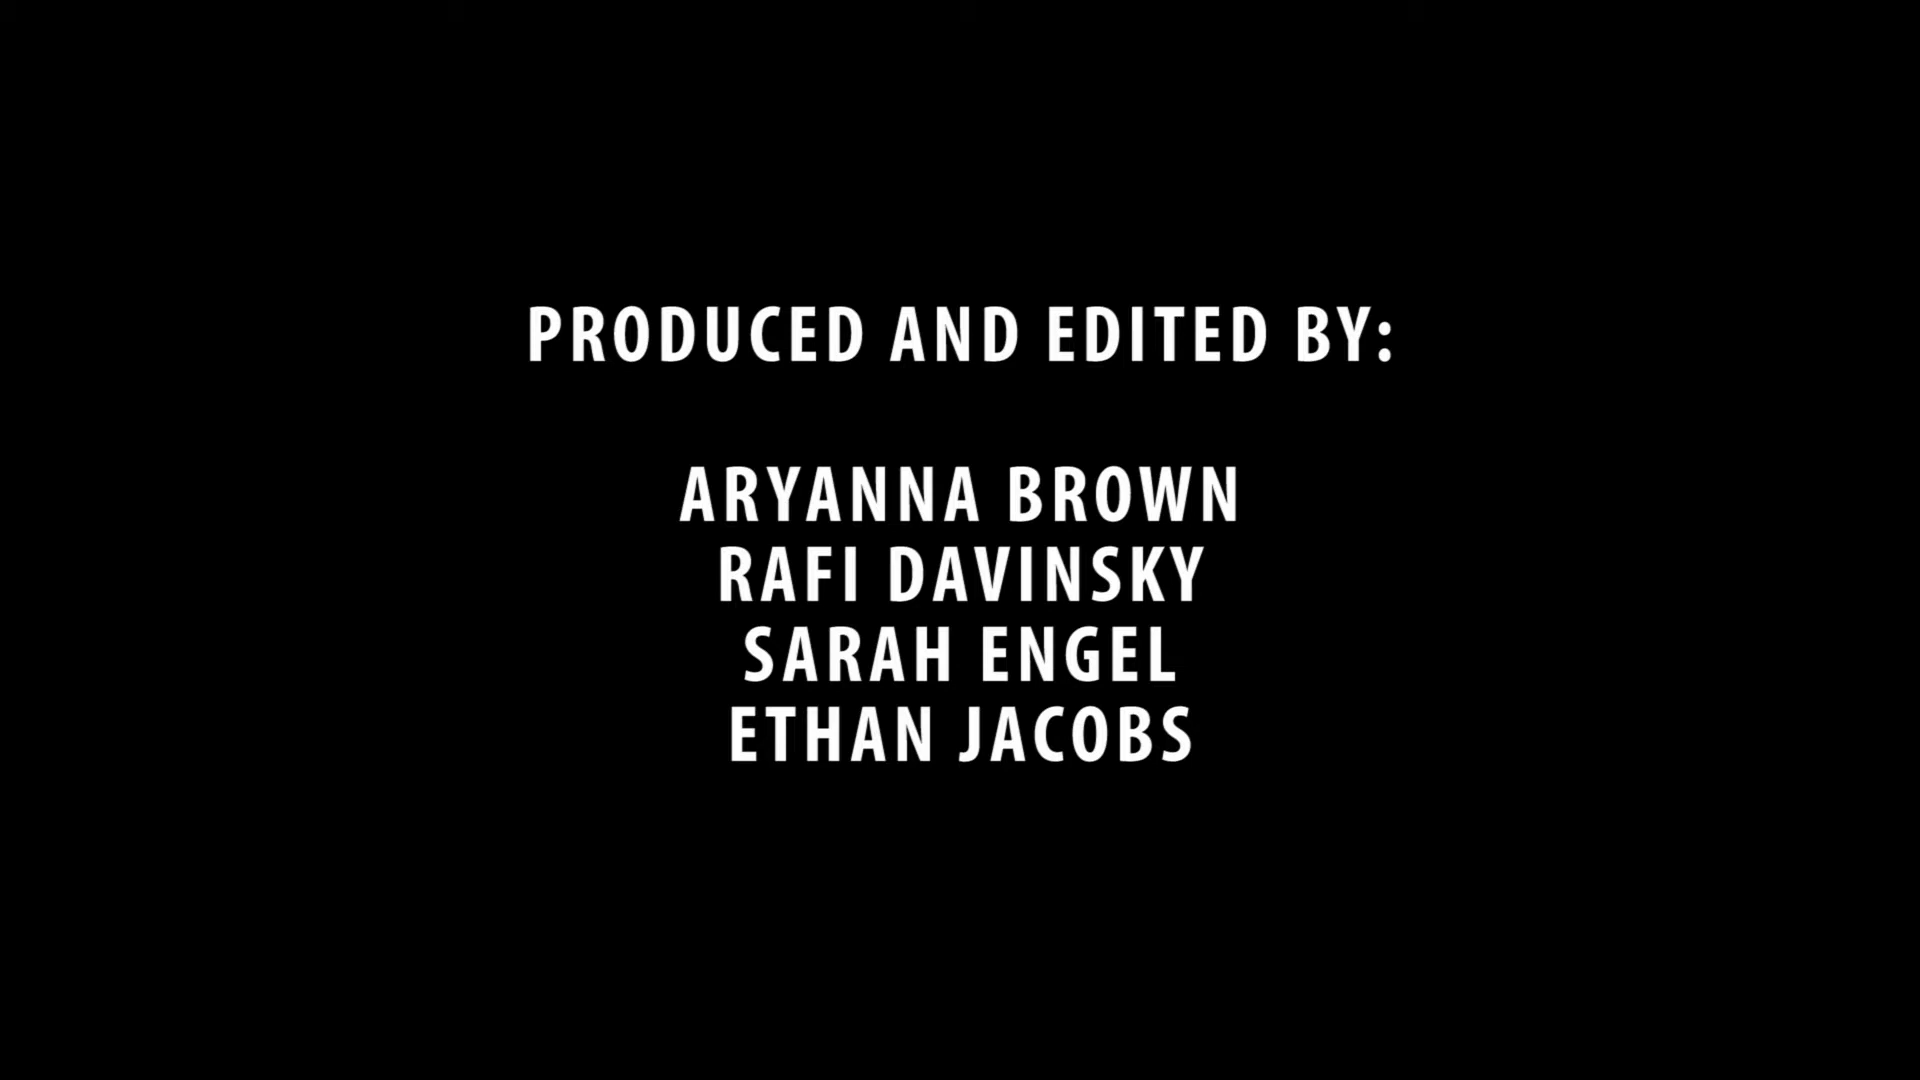 PRODUCED AND EDITED BY:
ARYANNA BROWN
RAFI DAVINSKY
SARAH ENGEL
ETHAN JACOBS